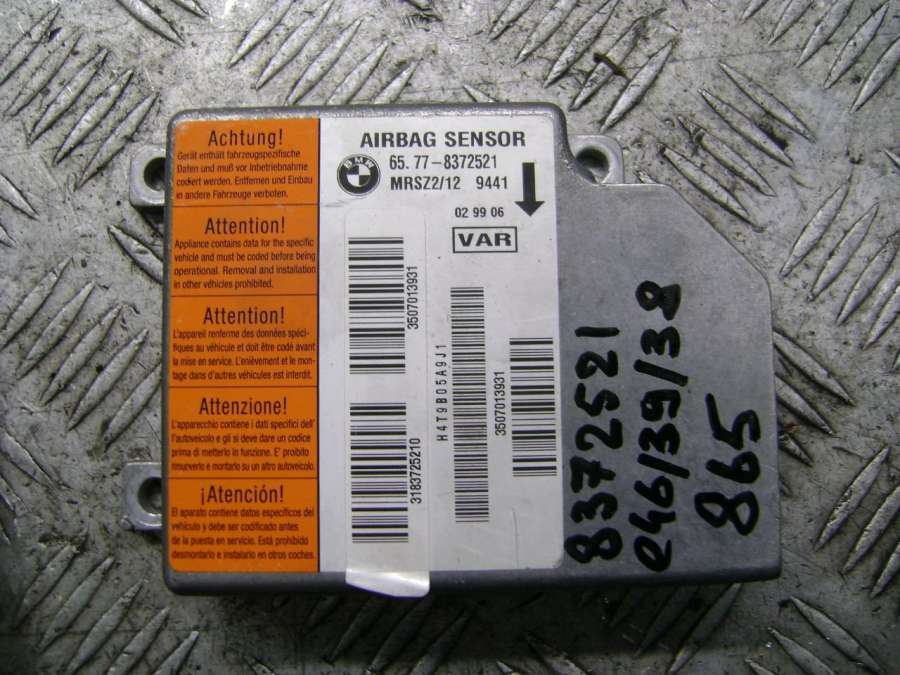 Achtung!
Gerät enthält fahrzeugspezifische
Daten und muß vor Inbetriebnahme
codiert werden. Entfernen und Einbau
in andere Fahrzeuge verboten.
Attention!
Appliance contains data for the specific
vehicle and must be coded before being
operational. Removal and installation
in other vehicles prohibited.
Attention!
L'appareil renferme des données spéci-
fiques au véhicule et doit être codé avant
la mise en service. L'enlèvement et le mon-
tage dans d'autres véhicules est interdit.
Attenzione!
L'apparecchio contiene i dati specifici dell'
l'autoveicolo e gli si deve dare un codice
prima di metterlo in funzione. E' proibito
rimuoverlo e montarlo su un altro autoveicolo.
¡Atención!
El aparato contiene datos específicos del
vehículo y debe ser codificado antes
de la puesta en servicio. Está prohibido
desmontarlo e instalarlo en otros coches.
AIRBAG SENSOR
BMW
65. 77-8372521
MRSZ2/12 9441
02 99 06
VAR
3507013931
3183725210
H4T9B05A9J1
3507013931
8372521
e46/39/38
865